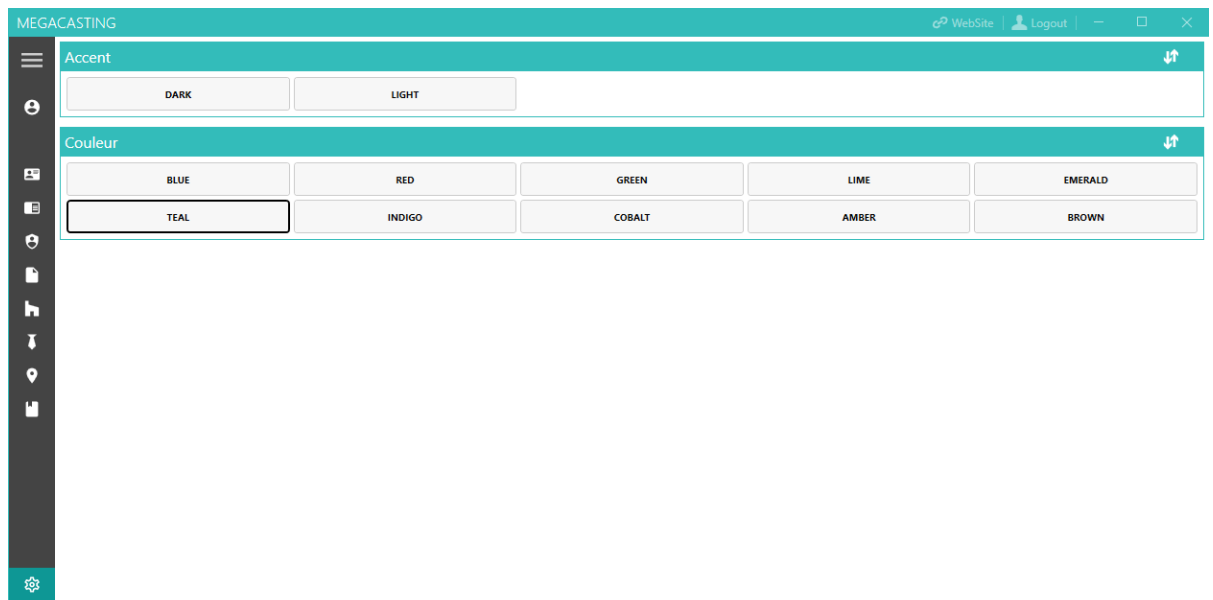 MEGACASTING WebSite | Logout |
Accent
DARK LIGHT
Couleur
BLUE RED GREEN LIME EMERALD
TEAL INDIGO COBALT AMBER BROWN